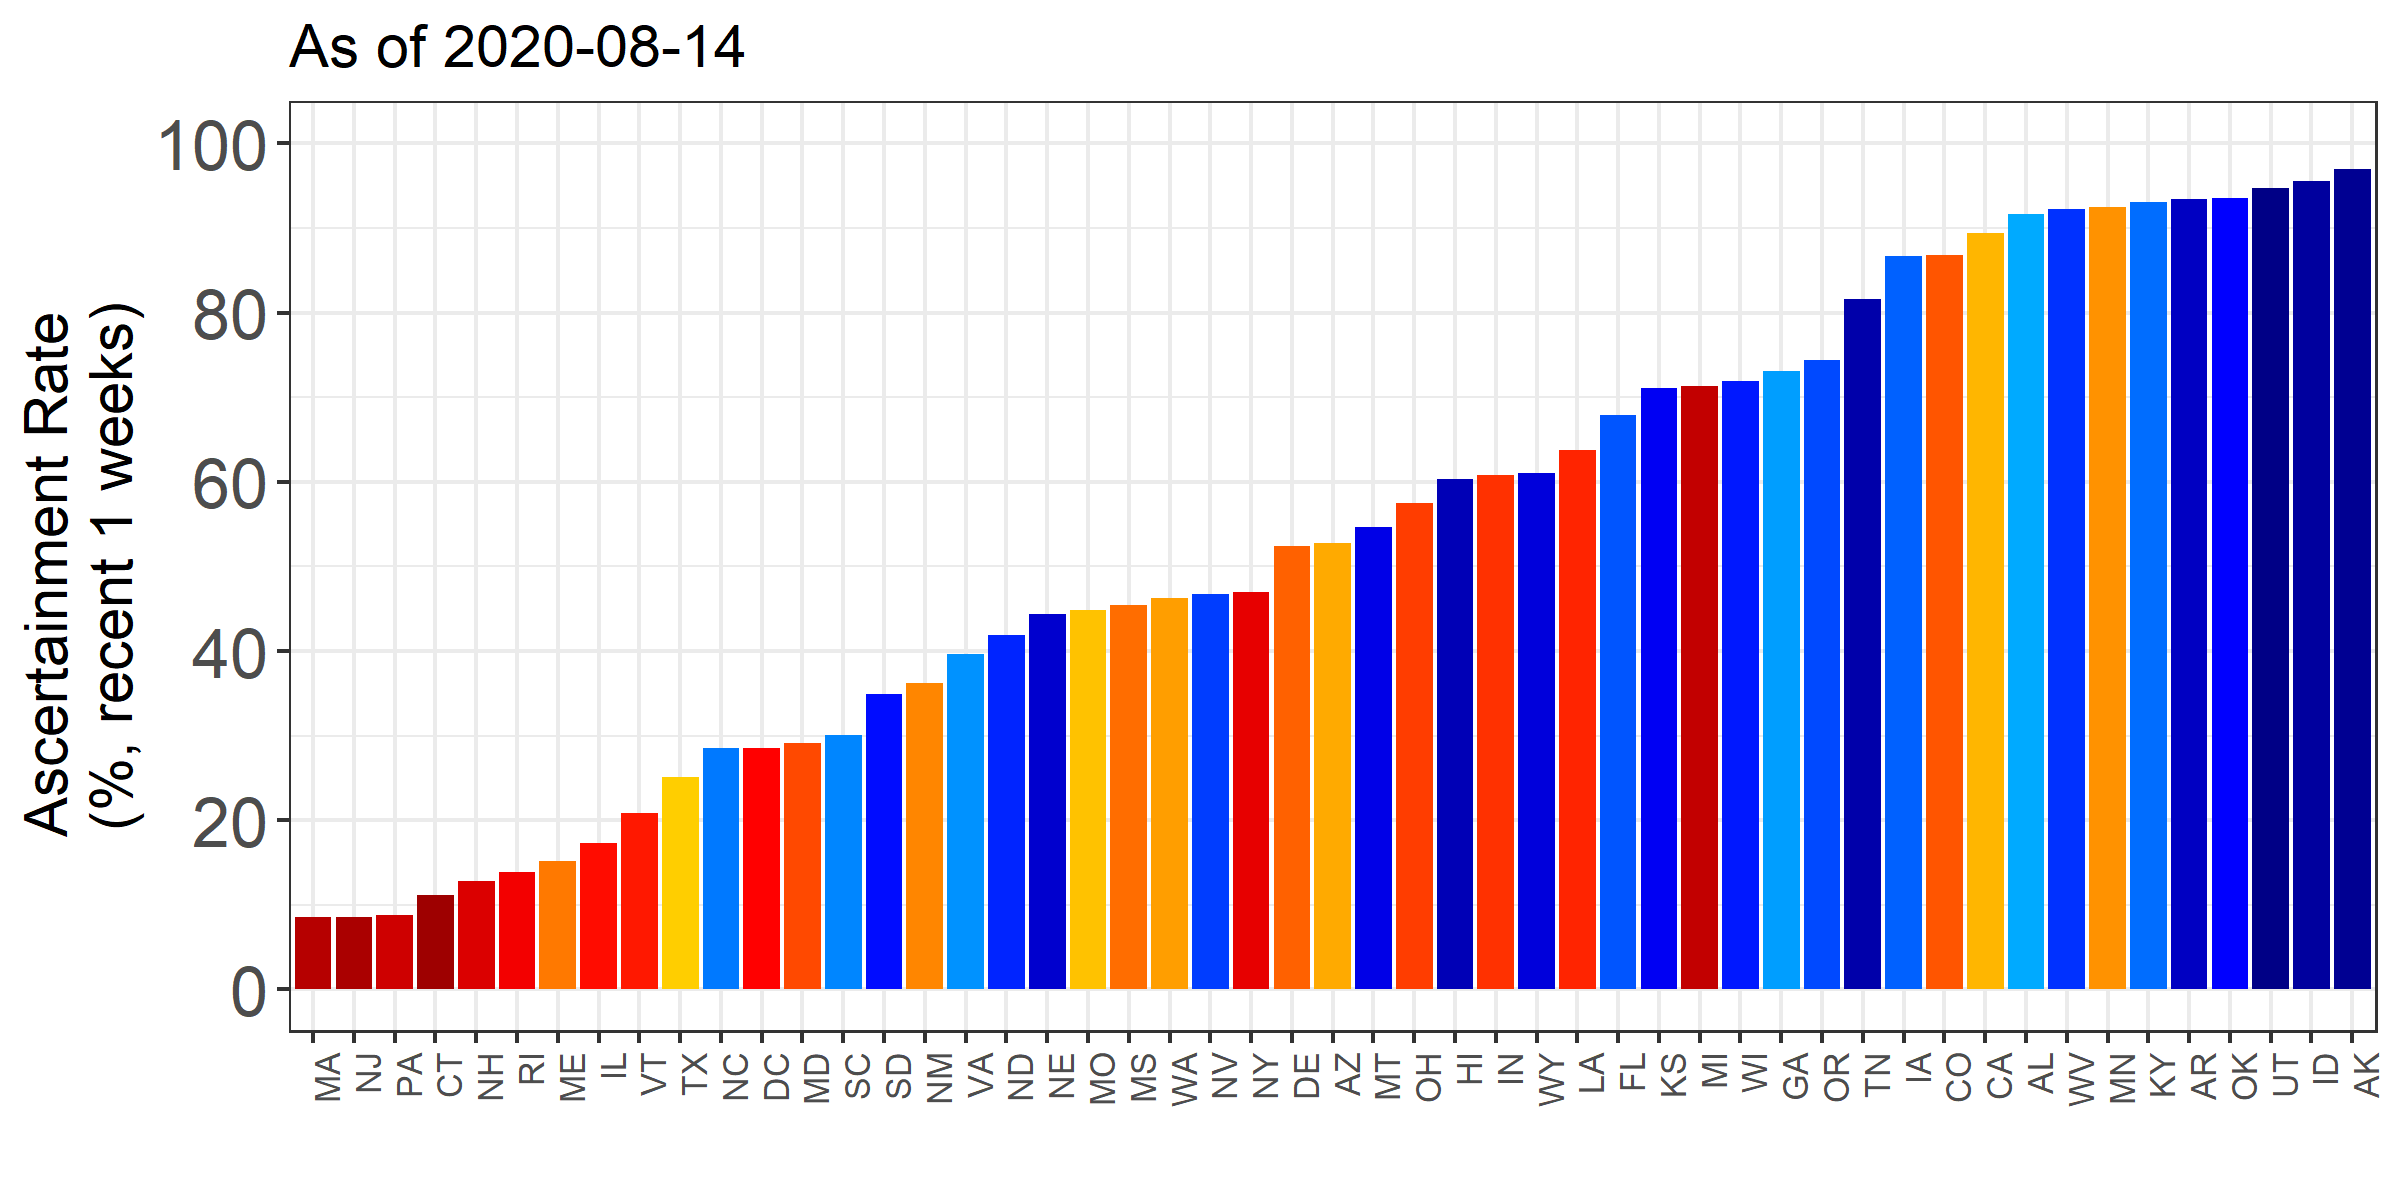 As of 2020-08-14
Ascertainment Rate
(%, recent 1 weeks)
100
80
60
40
20
0
MA NJ PA CT NH RI ME IL VT TX NC DC MD SC SD NM VA ND NE MO MS WA NV NY DE AZ MT OH HI IN WY LA FL KS MI WI GA OR TN IA CO CA AL WV MN KY AR OK UT ID AK